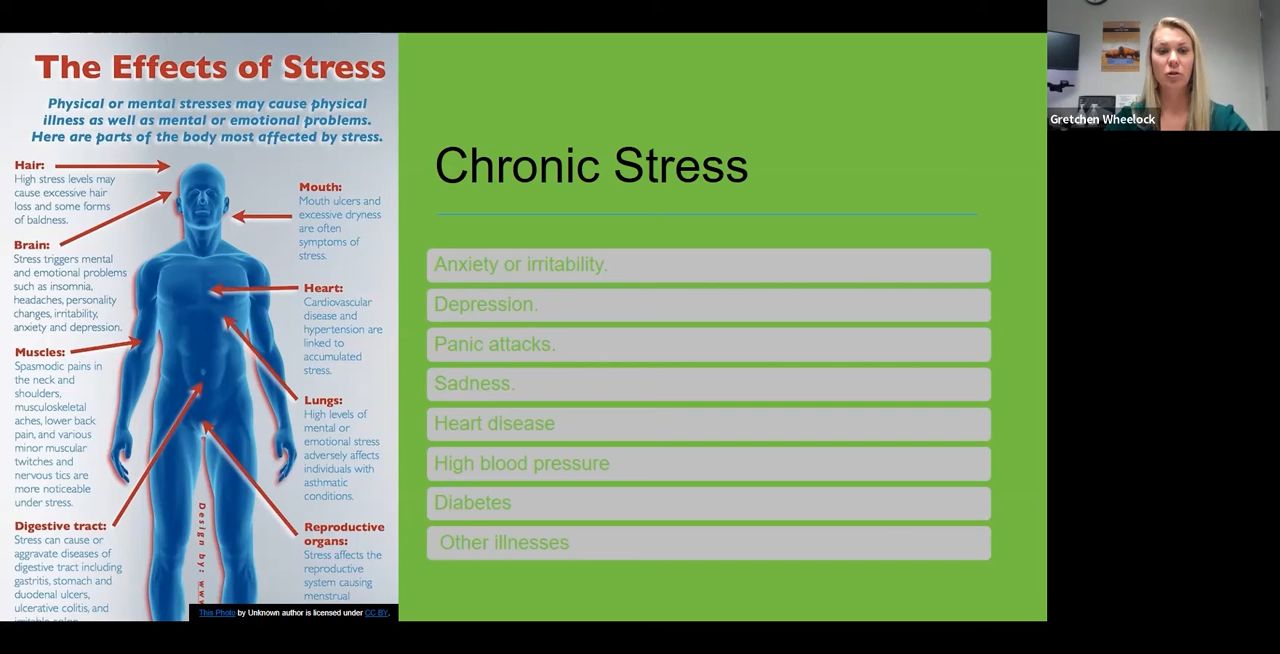 The Effects of Stress
Physical or mental stresses may cause physical
illness as well as mental or emotional problems.
Here are parts of the body most affected by stress.
Hair:
High stress levels may
cause excessive hair
loss and some forms
of baldness.
Brain:
Stress triggers mental
and emotional problems
such as insomnia,
headaches, personality
changes, irritability,
anxiety and depression.
Muscles:
Spasmodic pains in
the neck and
shoulders,
musculoskeletal
aches, lower back
pain, and various
minor muscular
twitches and
nervous tics are
more noticeable
under stress.
Digestive tract:
Stress can cause or
aggravate diseases of
digestive tract including
gastritis, stomach and
duodenal ulcers,
ulcerative colitis, and
Mouth:
Mouth ulcers and
excessive dryness
are often
symptoms of
stress.
Heart:
Cardiovascular
disease and
hypertension are
linked to
accumulated
stress.
Lungs:
High levels of
mental or
emotional stress
adversely affects
individuals with
asthmatic
conditions.
Reproductive
organs:
Stress affects the
reproductive
system causing
menstrual
Design by:
This Photo by Unknown author is licensed under CC BY.
Chronic Stress
Anxiety or irritability.
Depression.
Panic attacks.
Sadness.
Heart disease
High blood pressure
Diabetes
Other illnesses
Gretchen Wheelock